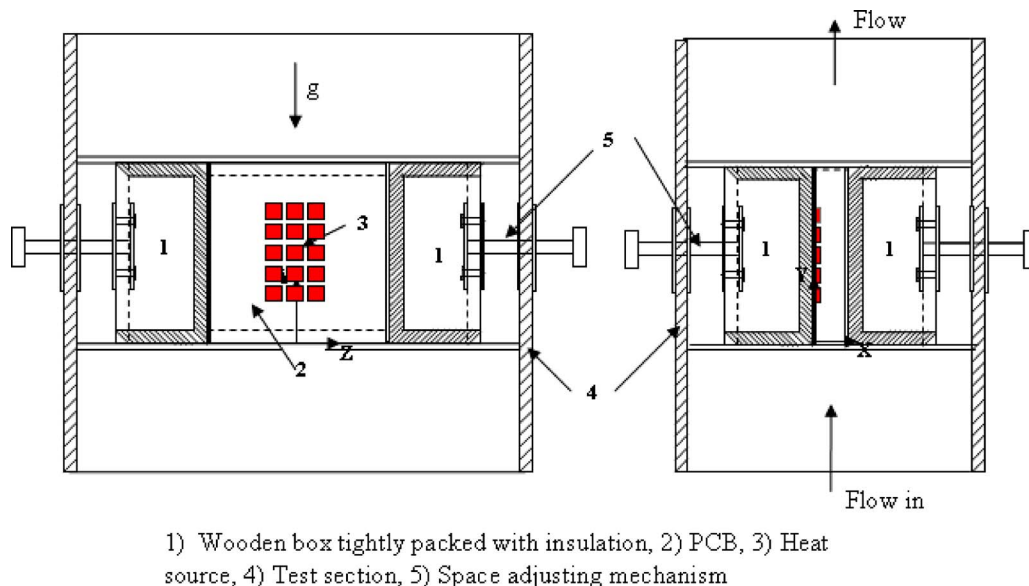 Flow
g
5
3
1
1
1
1
Y
Z
X
2
4
Flow in
1) Wooden box tightly packed with insulation, 2) PCB, 3) Heat
source, 4) Test section, 5) Space adjusting mechanism